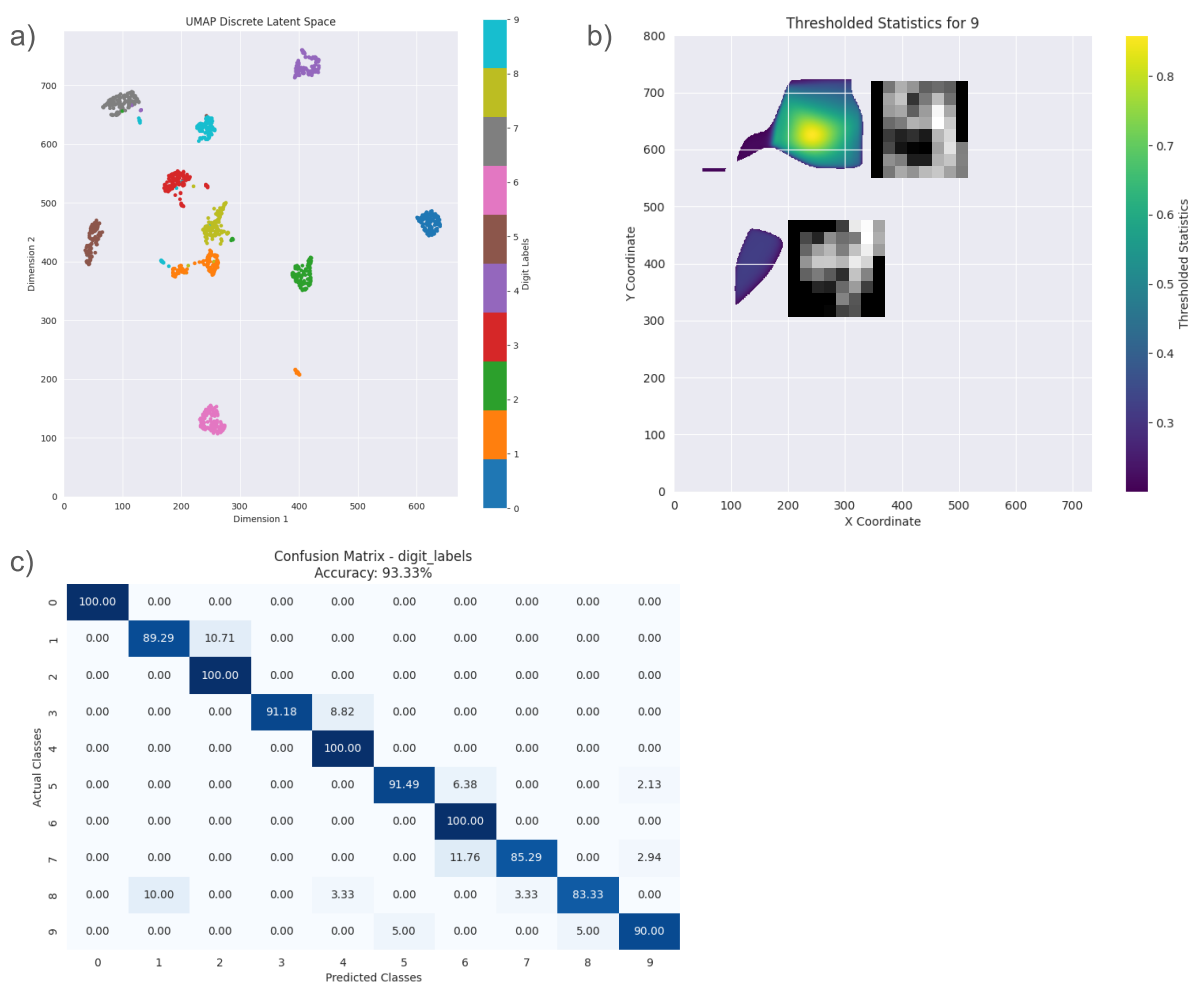 a)
UMAP Discrete Latent Space
Dimension 2
700
600
500
400
300
200
100
0
0 100 200 300 400 500 600
Dimension 1
9
8
7
6
5
4
3
2
1
0
Digit Labels
b)
Thresholded Statistics for 9
Y Coordinate
800
700
600
500
400
300
200
100
0
0 100 200 300 400 500 600 700
X Coordinate
0.8
0.7
0.6
0.5
0.4
0.3
Thresholded Statistics
c)
Confusion Matrix - digit_labels
Accuracy: 93.33%
Actual Classes
0 100.00 0.00 0.00 0.00 0.00 0.00 0.00 0.00 0.00 0.00
1 0.00 89.29 10.71 0.00 0.00 0.00 0.00 0.00 0.00 0.00
2 0.00 0.00 100.00 0.00 0.00 0.00 0.00 0.00 0.00 0.00
3 0.00 0.00 0.00 91.18 8.82 0.00 0.00 0.00 0.00 0.00
4 0.00 0.00 0.00 0.00 100.00 0.00 0.00 0.00 0.00 0.00
5 0.00 0.00 0.00 0.00 0.00 91.49 6.38 0.00 0.00 2.13
6 0.00 0.00 0.00 0.00 0.00 0.00 100.00 0.00 0.00 0.00
7 0.00 0.00 0.00 0.00 0.00 0.00 11.76 85.29 0.00 2.94
8 0.00 10.00 0.00 0.00 3.33 0.00 0.00 3.33 83.33 0.00
9 0.00 0.00 0.00 0.00 0.00 5.00 0.00 0.00 5.00 90.00
0 1 2 3 4 5 6 7 8 9
Predicted Classes